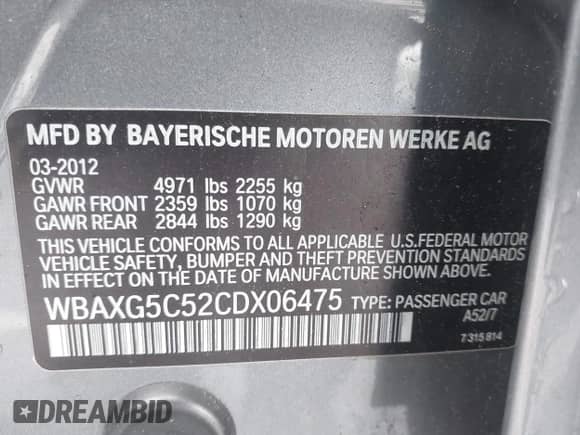 MFD BY BAYERISCHE MOTOREN WERKE AG
03-2012
GVWR 4971 lbs 2255 kg
GAWR FRONT 2359 lbs 1070 kg
GAWR REAR 2844 lbs 1290 kg
THIS VEHICLE CONFORMS TO ALL APPLICABLE U.S.FEDERAL MOTOR
VEHICLE SAFETY, BUMPER AND THEFT PREVENTION STANDARDS
IN EFFECT ON THE DATE OF MANUFACTURE SHOWN ABOVE.
WBAXG5C52CDX06475 TYPE: PASSENGER CAR
A52/7
7315814
DREAMBID